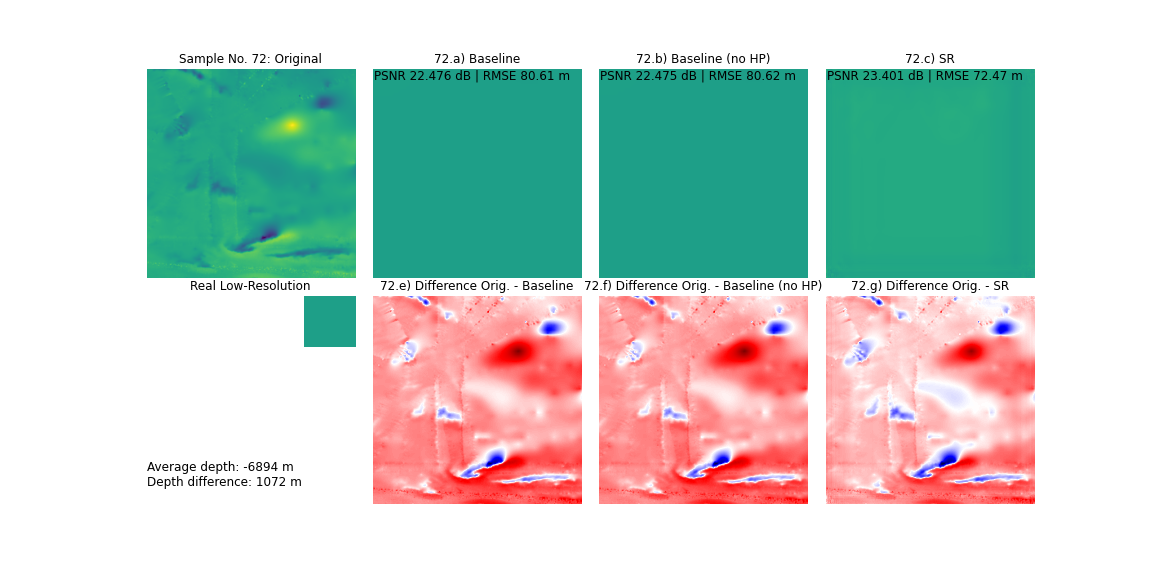 Sample No. 72: Original
72.a) Baseline
72.b) Baseline (no HP)
72.c) SR
PSNR 22.476 dB | RMSE 80.61 m
PSNR 22.475 dB | RMSE 80.62 m
PSNR 23.401 dB | RMSE 72.47 m
Real Low-Resolution
72.e) Difference Orig. - Baseline
72.f) Difference Orig. - Baseline (no HP)
72.g) Difference Orig. - SR
Average depth: -6894 m
Depth difference: 1072 m